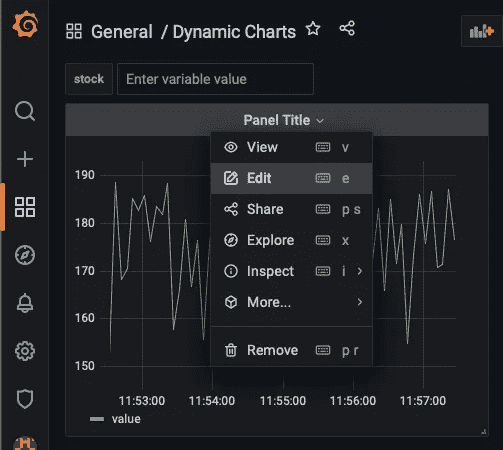 General / Dynamic Charts
stock Enter variable value
Panel Title
View v
Edit e
Share p s
Explore x
Inspect i
More...
Remove p r
190
180
170
160
150
11:53:00 11:54:00 11:55:00 11:56:00 11:57:00
value